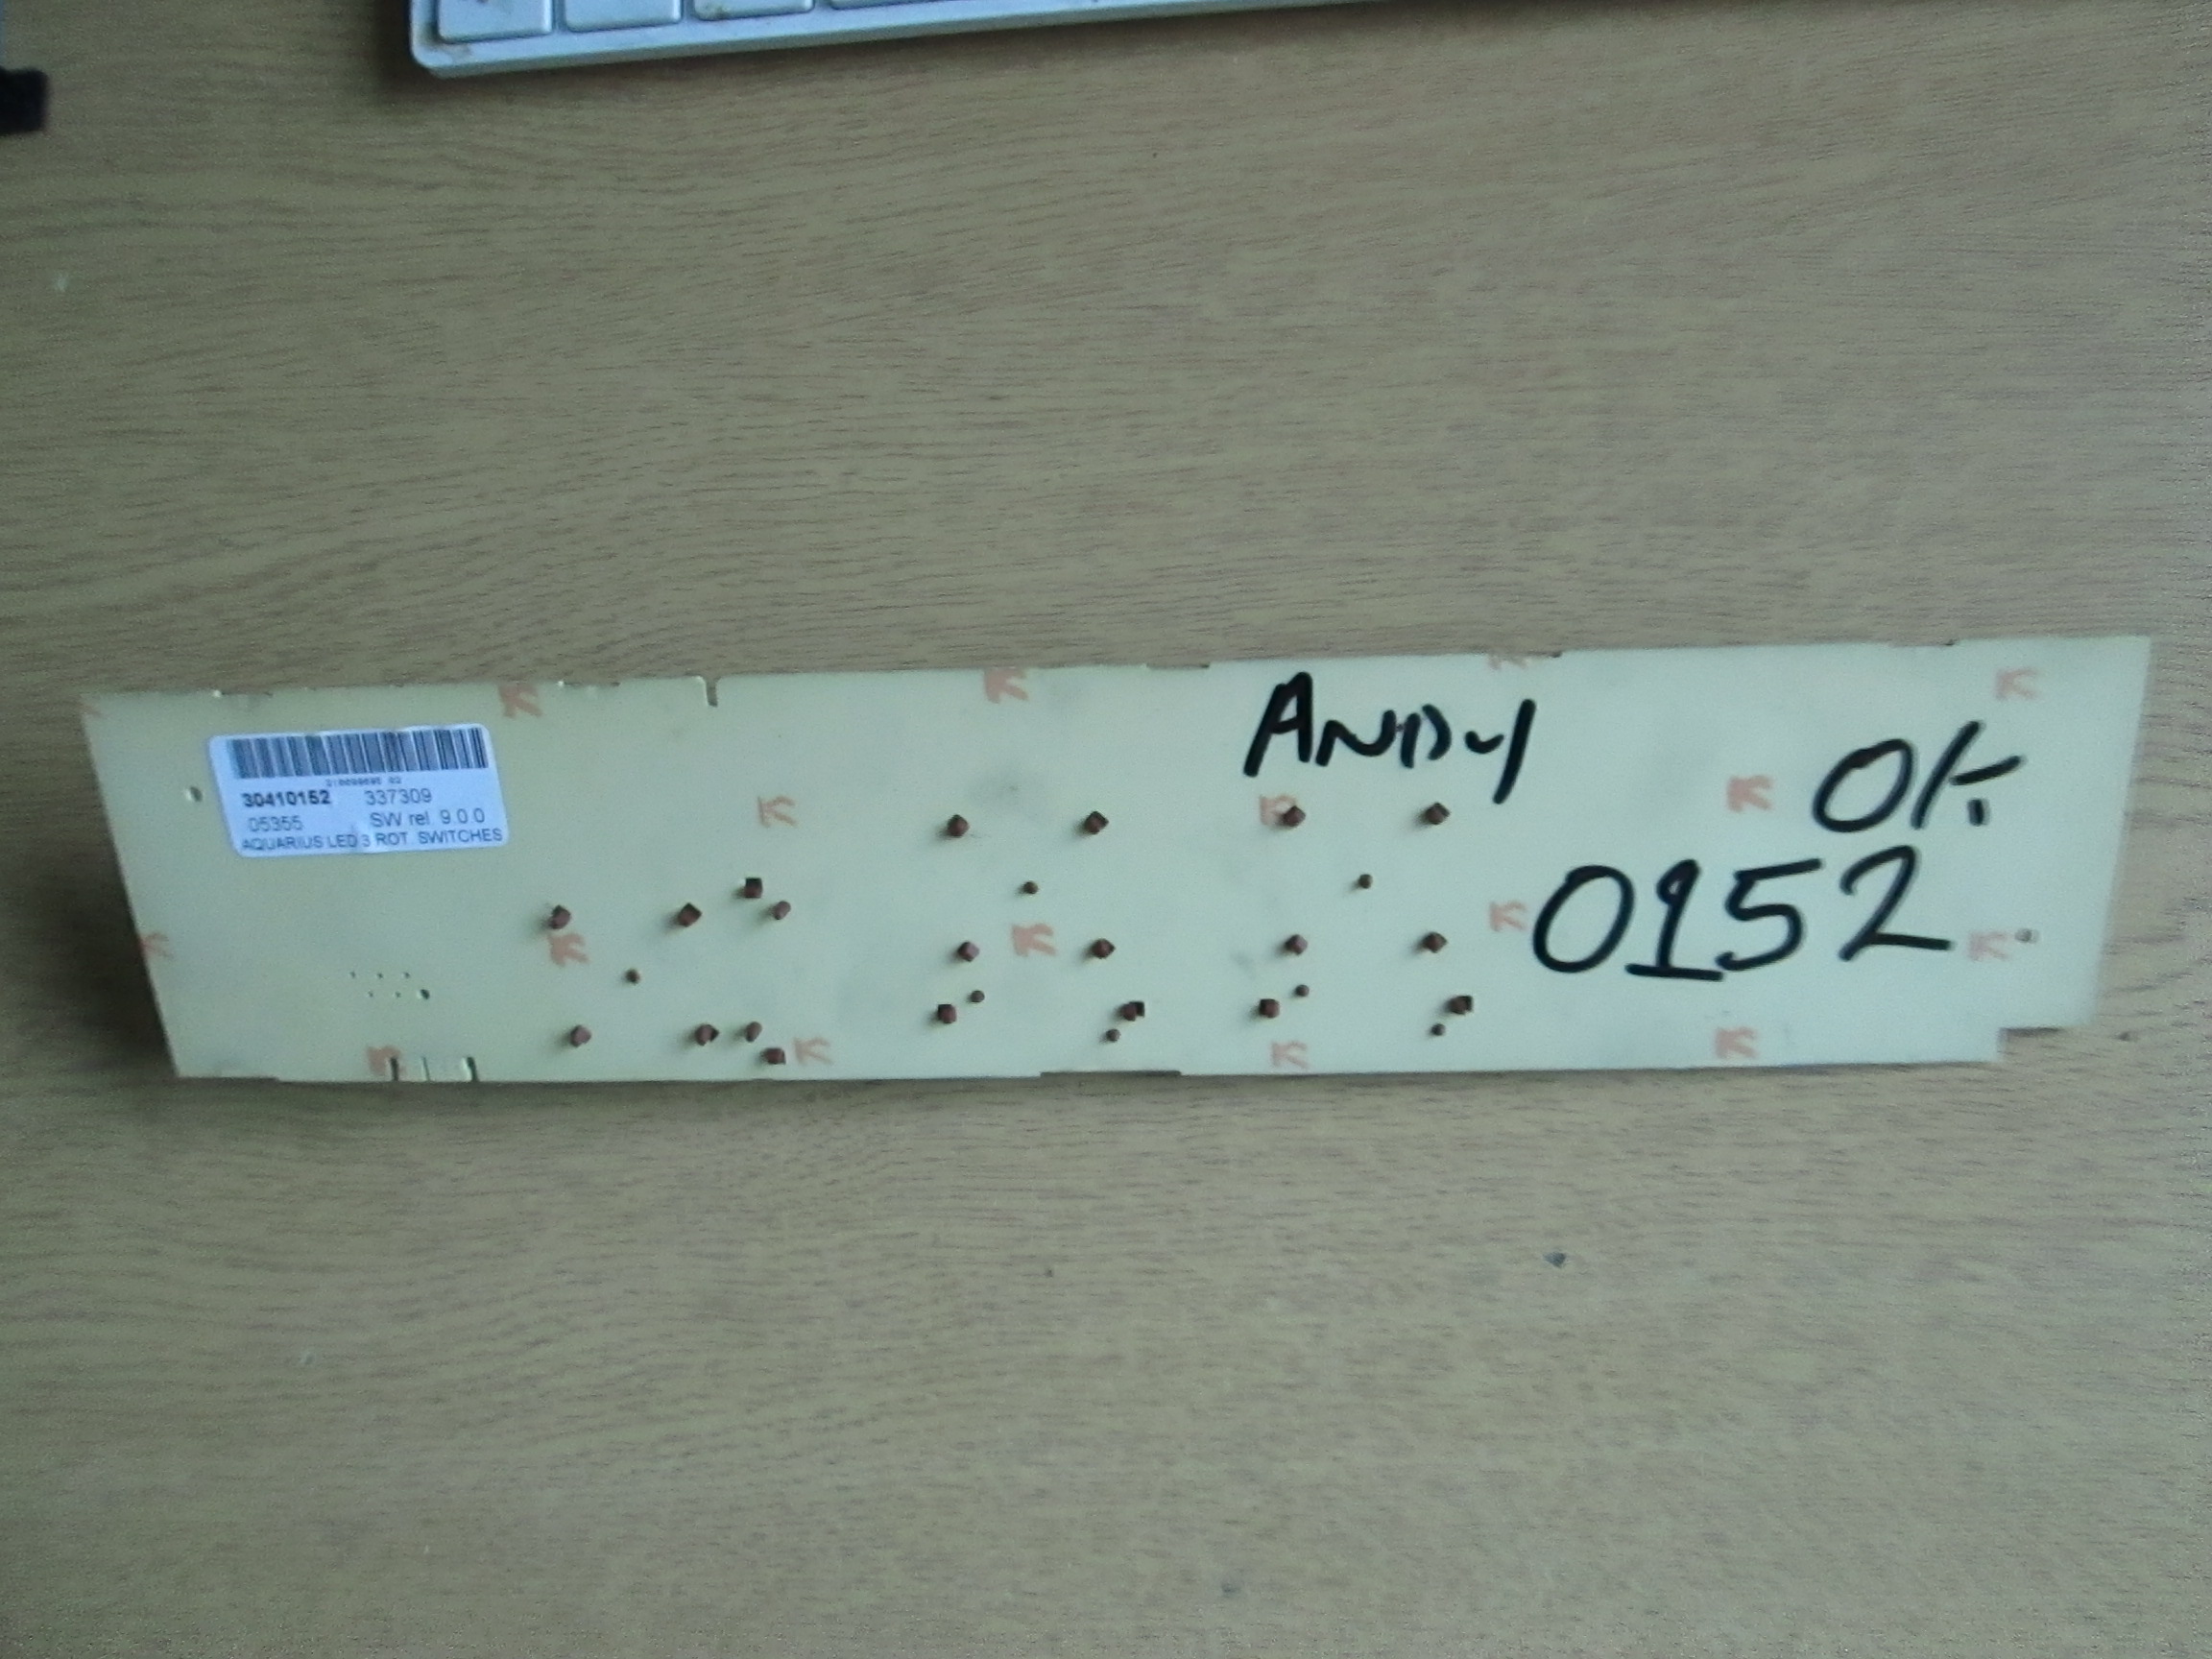 30410152 337309
05355 SW rel 9.0.0
AQUARIUS LED 3 ROT. SWITCHES
ANDY
OK
0152